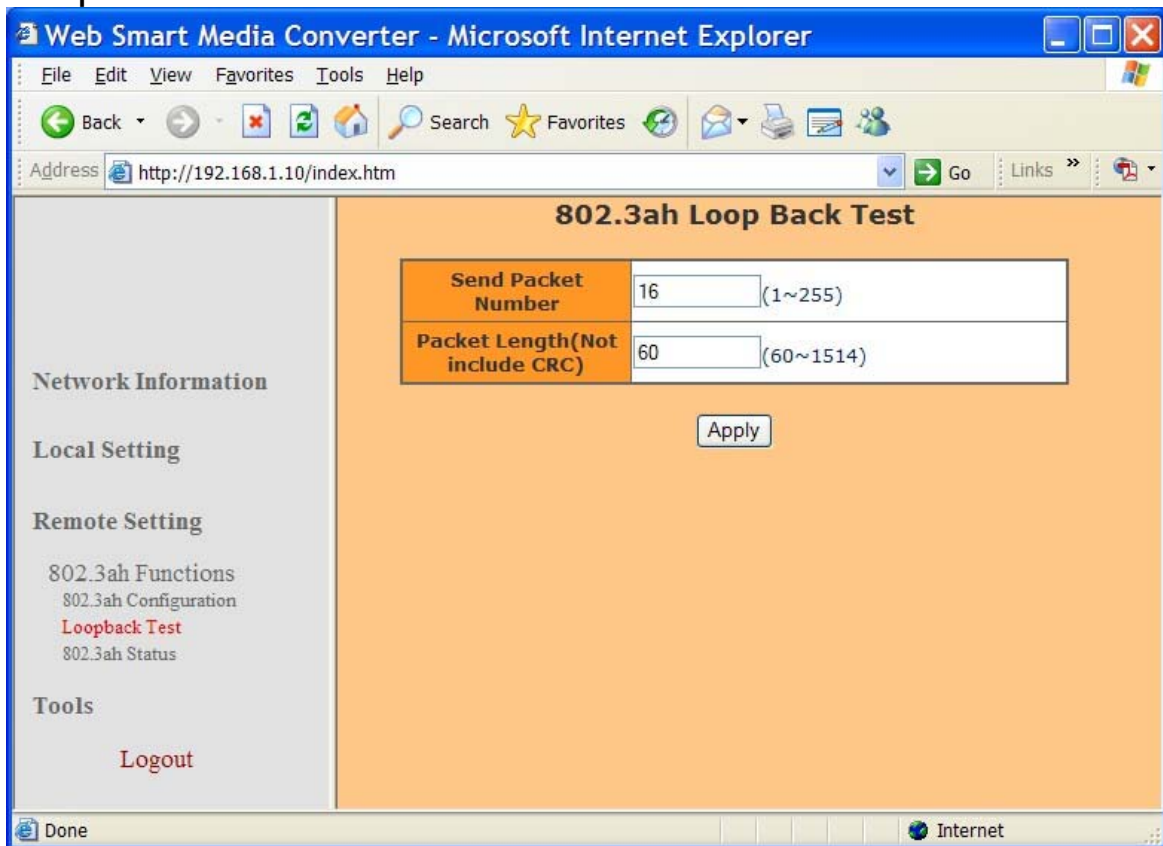 Web Smart Media Converter - Microsoft Internet Explorer
File Edit View Favorites Tools Help
Back Search Favorites
Address http://192.168.1.10/index.htm Go Links »
802.3ah Loop Back Test
Send Packet
Number
16 (1~255)
Packet Length(Not
include CRC)
60 (60~1514)
Apply
Network Information
Local Setting
Remote Setting
802.3ah Functions
802.3ah Configuration
Loopback Test
802.3ah Status
Tools
Logout
Done Internet